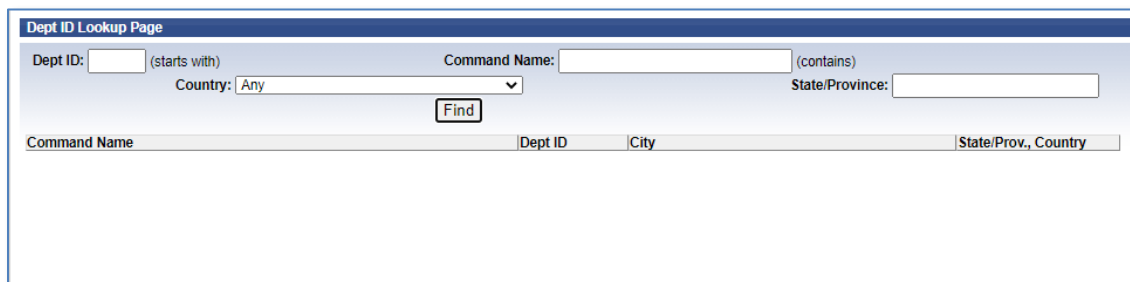 Dept ID Lookup Page
Dept ID: (starts with) Command Name: (contains)
Country: Any State/Province:
Find
Command Name Dept ID City State/Prov., Country